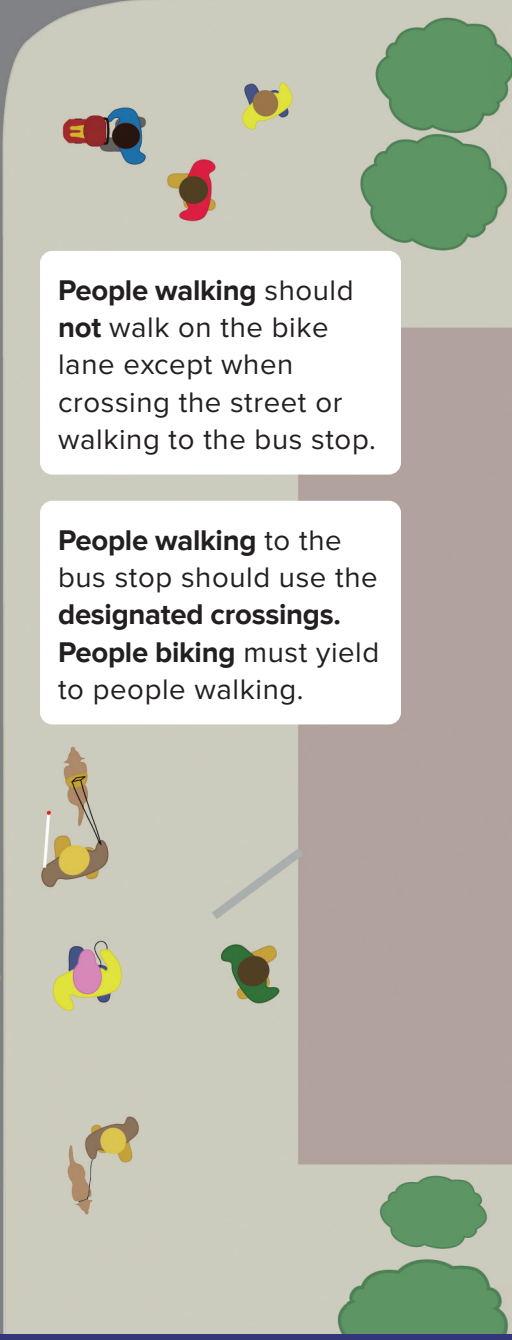 People walking should
not walk on the bike
lane except when
crossing the street or
walking to the bus stop.
People walking to the
bus stop should use the
designated crossings.
People biking must yield
to people walking.